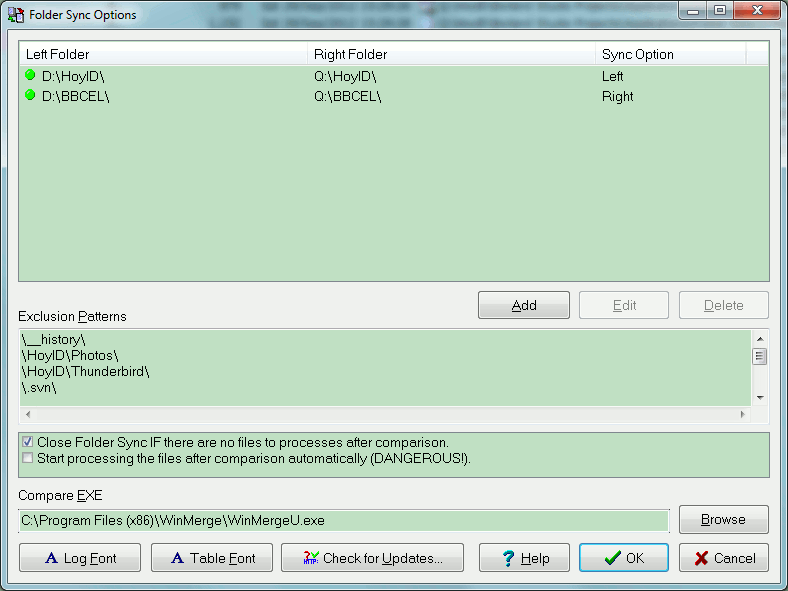 Folder Sync Options
Left Folder Right Folder Sync Option
D:\HoyID\ Q:\HoyID\ Left
D:\BBCEL\ Q:\BBCEL\ Right
Add Edit Delete
Exclusion Patterns
\__history\
\HoyID\Photos\
\HoyID\Thunderbird\
\.svn\
Close Folder Sync IF there are no files to processes after comparison.
Start processing the files after comparison automatically (DANGEROUS!).
Compare EXE
C:\Program Files (x86)\WinMerge\WinMergeU.exe
Browse
A Log Font A Table Font HTTP: Check for Updates... ? Help OK Cancel